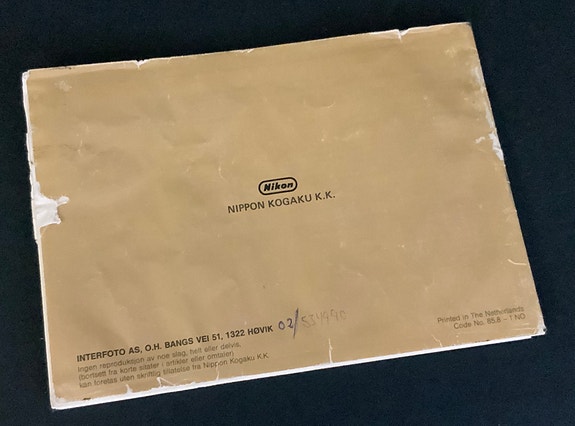 Nikon
NIPPON KOGAKU K.K.
INTERFOTO AS, O.H. BANGS VEI 51, 1322 HØVIK 02/534990
Ingen reproduksjon av noe slag, helt eller delvis,
(bortsett fra korte sitater i artikler eller omtaler)
kan foretas uten skriftlig tillatelse fra Nippon Kogaku K.K.
Printed in The Netherlands
Code No. 85.8 – 1 NO